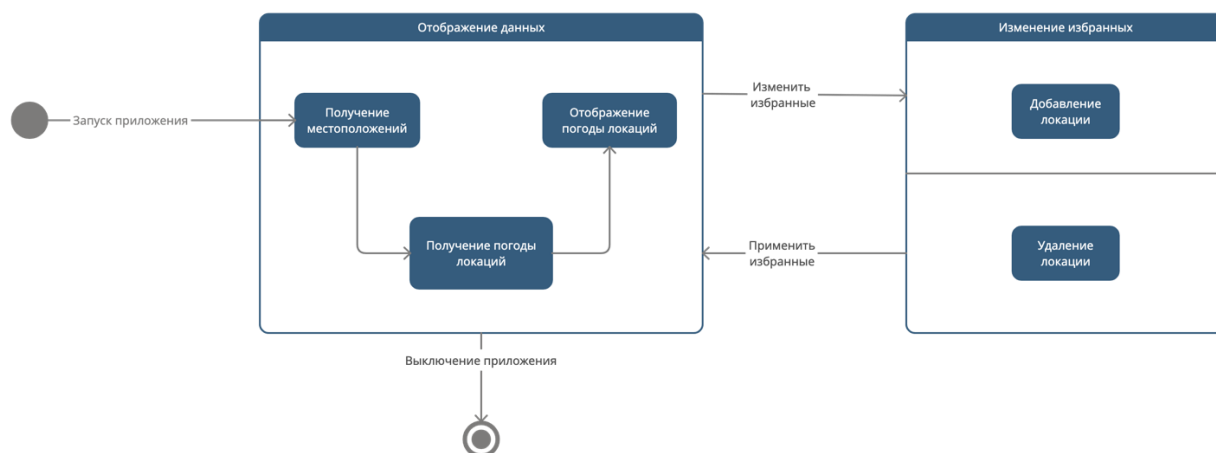 Отображение данных
Изменение избранных
Запуск приложения
Получение
местоположений
Отображение
погоды локаций
Изменить
избранные
Добавление
локации
Получение погоды
локаций
Применить
избранные
Удаление
локации
Выключение приложения